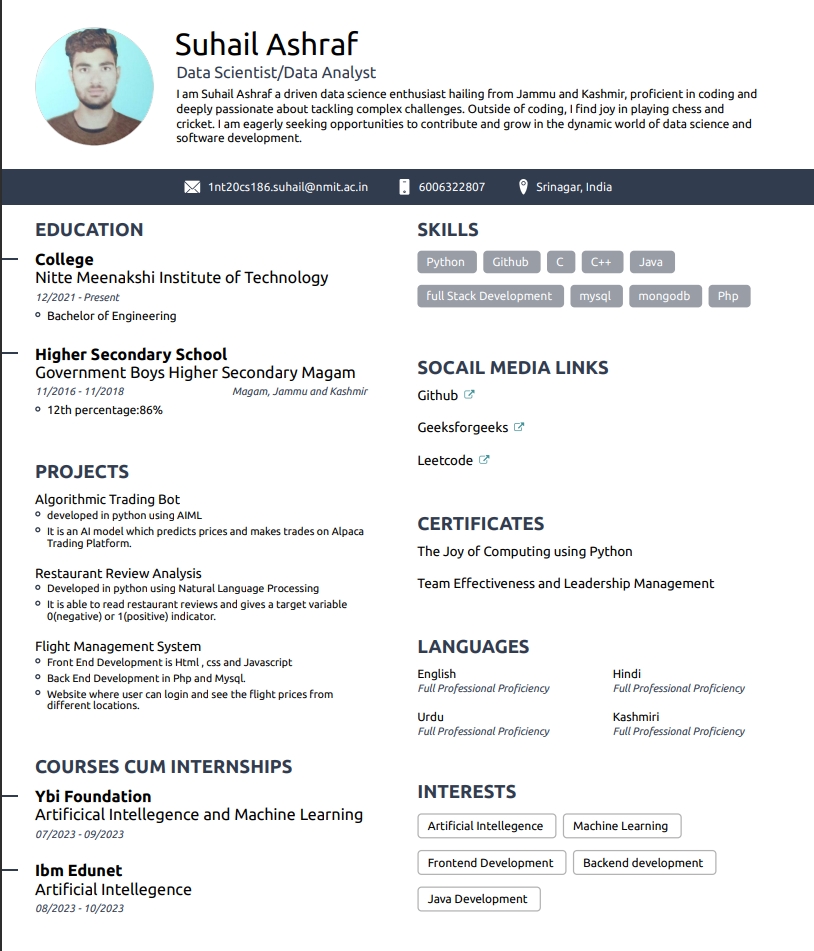 Suhail Ashraf
Data Scientist/Data Analyst
I am Suhail Ashraf a driven data science enthusiast hailing from Jammu and Kashmir, proficient in coding and
deeply passionate about tackling complex challenges. Outside of coding, I find joy in playing chess and
cricket. I am eagerly seeking opportunities to contribute and grow in the dynamic world of data science and
software development.
1nt20cs186.suhail@nmit.ac.in 6006322807 Srinagar, India
EDUCATION
College
Nitte Meenakshi Institute of Technology
12/2021 - Present
Bachelor of Engineering
Higher Secondary School
Government Boys Higher Secondary Magam
11/2016 - 11/2018 Magam, Jammu and Kashmir
12th percentage:86%
PROJECTS
Algorithmic Trading Bot
developed in python using AIML
It is an AI model which predicts prices and makes trades on Alpaca
Trading Platform.
Restaurant Review Analysis
Developed in python using Natural Language Processing
It is able to read restaurant reviews and gives a target variable
0(negative) or 1(positive) indicator.
Flight Management System
Front End Development is Html , css and Javascript
Back End Development in Php and Mysql.
Website where user can login and see the flight prices from
different locations.
COURSES CUM INTERNSHIPS
Ybi Foundation
Artificical Intellegence and Machine Learning
07/2023 - 09/2023
Ibm Edunet
Artificial Intellegence
08/2023 - 10/2023
SKILLS
Python Github C C++ Java
full Stack Development mysql mongodb Php
SOCAIL MEDIA LINKS
Github
Geeksforgeeks
Leetcode
CERTIFICATES
The Joy of Computing using Python
Team Effectiveness and Leadership Management
LANGUAGES
English Hindi
Full Professional Proficiency Full Professional Proficiency
Urdu Kashmiri
Full Professional Proficiency Full Professional Proficiency
INTERESTS
Artificial Intellegence Machine Learning
Frontend Development Backend development
Java Development